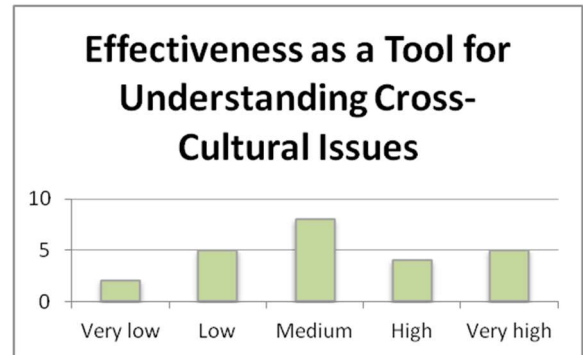 Effectiveness as a Tool for
Understanding Cross-
Cultural Issues
10
5
0
Very low Low Medium High Very high